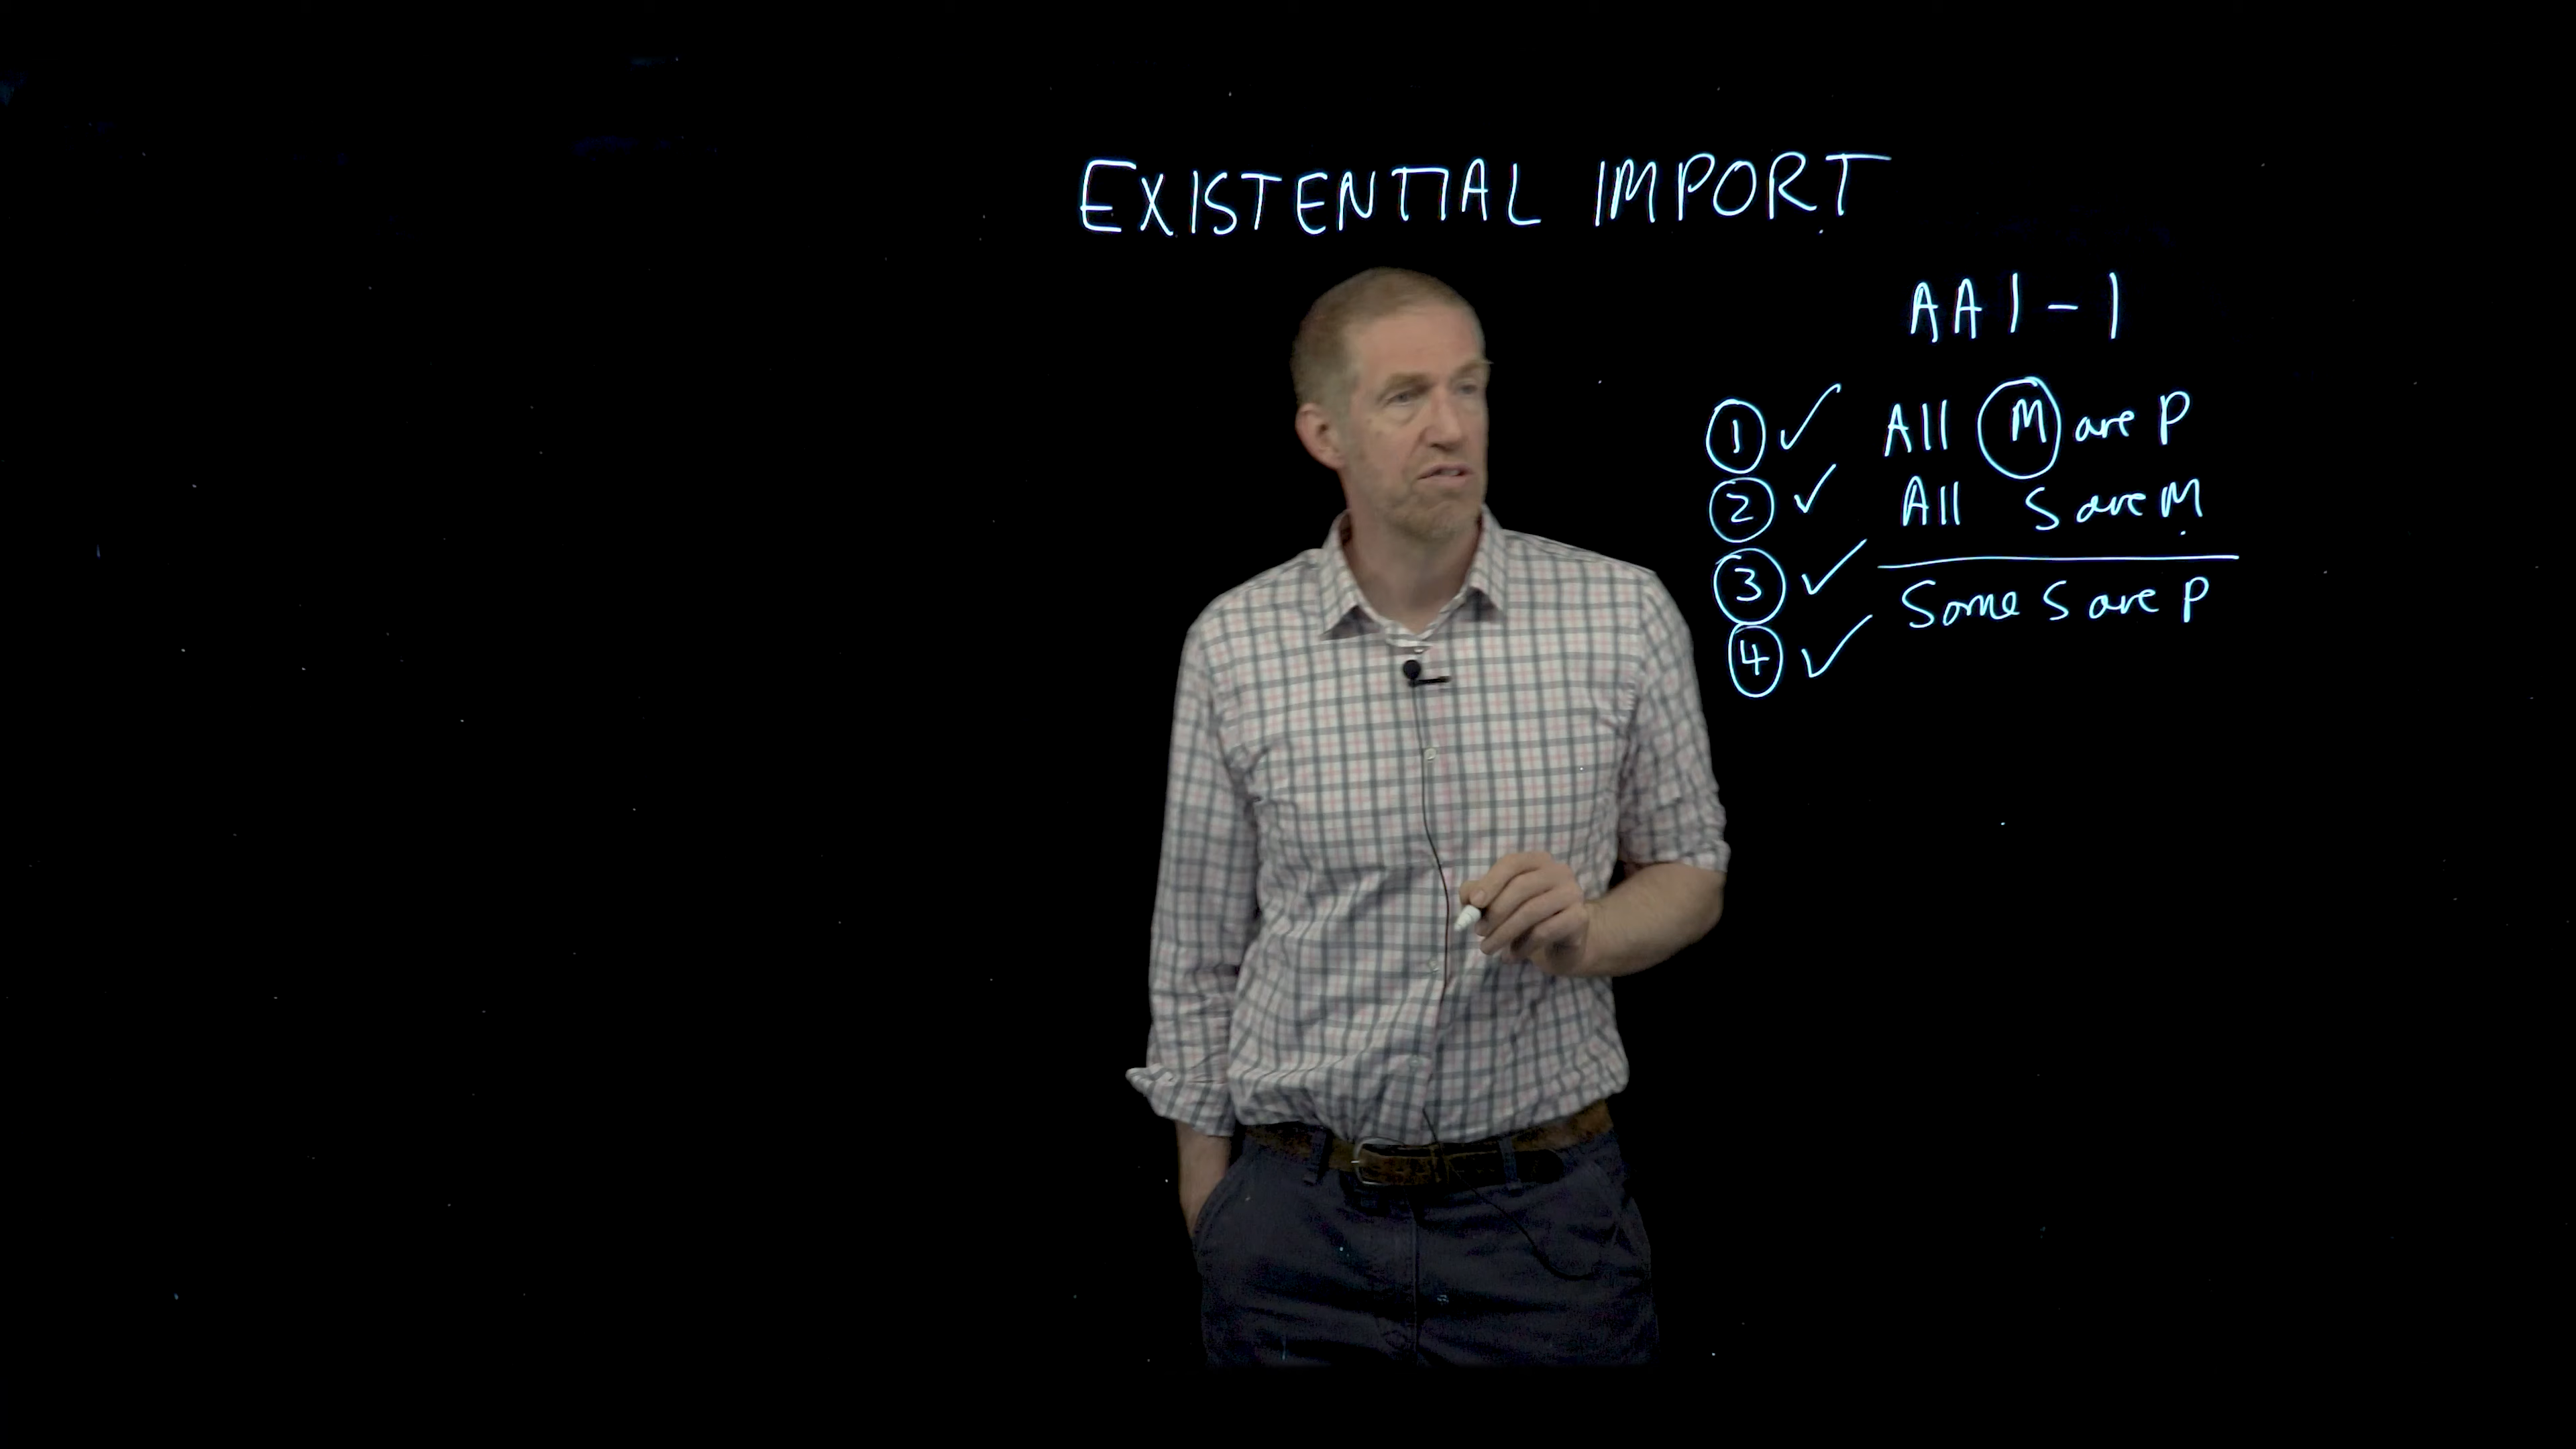 EXISTENTIAL IMPORT
AAI-1
① ✓ All M are P
② ✓ All S are M
③ ✓ Some S are P
④ ✓